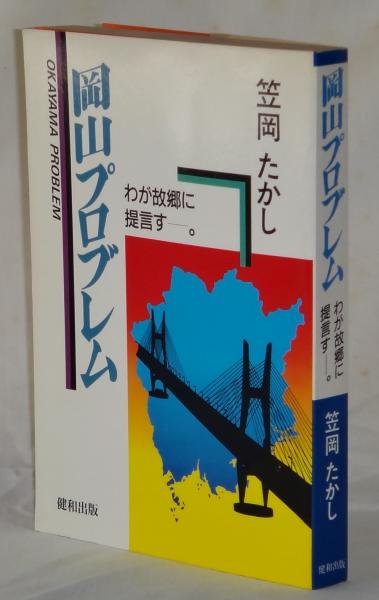 岡山プロブレム
OKAYAMA PROBLEM
笠岡 たかし
わが故郷に
提言す―。
健和出版
岡山プロブレム
わが故郷に
提言す―。
笠岡 たかし
健和出版